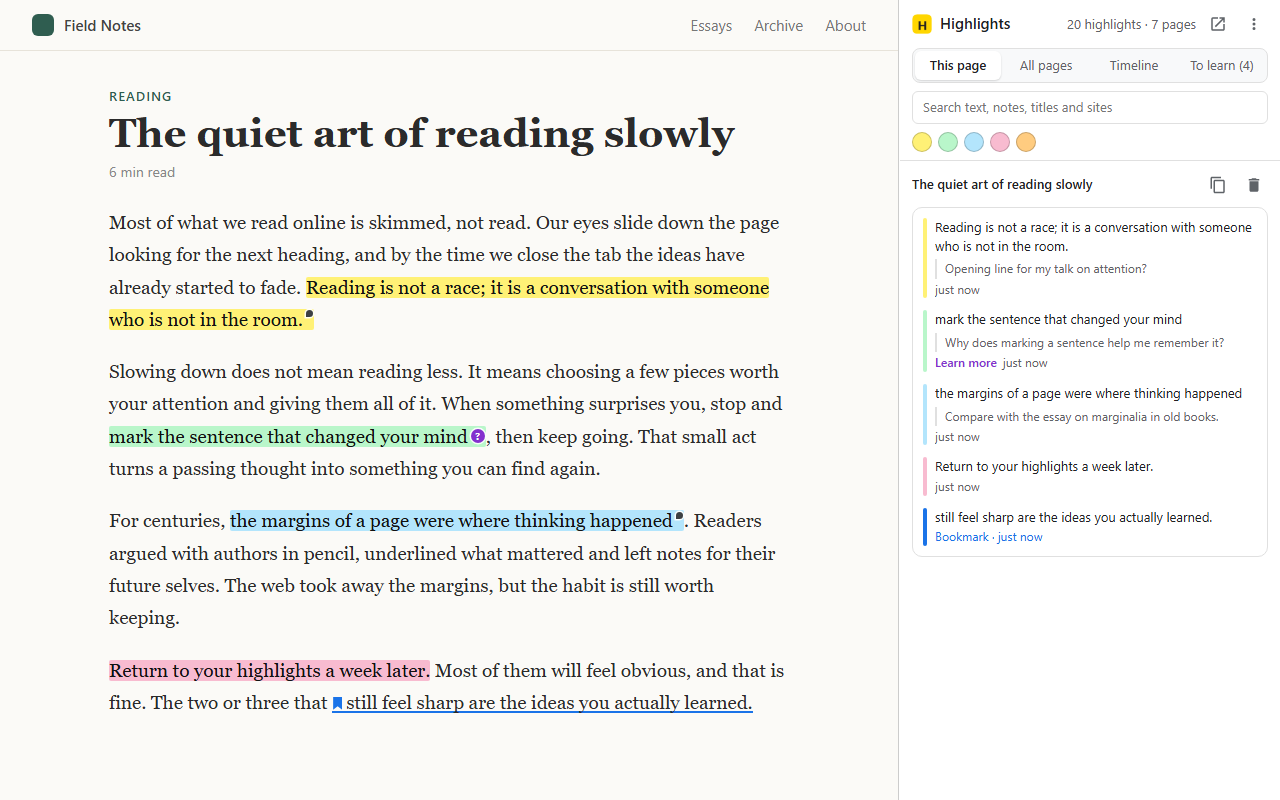 Field Notes
Essays
Archive
About
READING
The quiet art of reading slowly
6 min read
Most of what we read online is skimmed, not read. Our eyes slide down the page
looking for the next heading, and by the time we close the tab the ideas have
already started to fade. Reading is not a race; it is a conversation with someone
who is not in the room.
Slowing down does not mean reading less. It means choosing a few pieces worth
your attention and giving them all of it. When something surprises you, stop and
mark the sentence that changed your mind ?, then keep going. That small act
turns a passing thought into something you can find again.
For centuries, the margins of a page were where thinking happened. Readers
argued with authors in pencil, underlined what mattered and left notes for their
future selves. The web took away the margins, but the habit is still worth
keeping.
Return to your highlights a week later. Most of them will feel obvious, and that is
fine. The two or three that still feel sharp are the ideas you actually learned.
H
Highlights
20 highlights · 7 pages
This page
All pages
Timeline
To learn (4)
Search text, notes, titles and sites
The quiet art of reading slowly
Reading is not a race; it is a conversation with someone
who is not in the room.
Opening line for my talk on attention?
just now
mark the sentence that changed your mind
Why does marking a sentence help me remember it?
Learn more just now
the margins of a page were where thinking happened
Compare with the essay on marginalia in old books.
just now
Return to your highlights a week later.
just now
still feel sharp are the ideas you actually learned.
Bookmark · just now